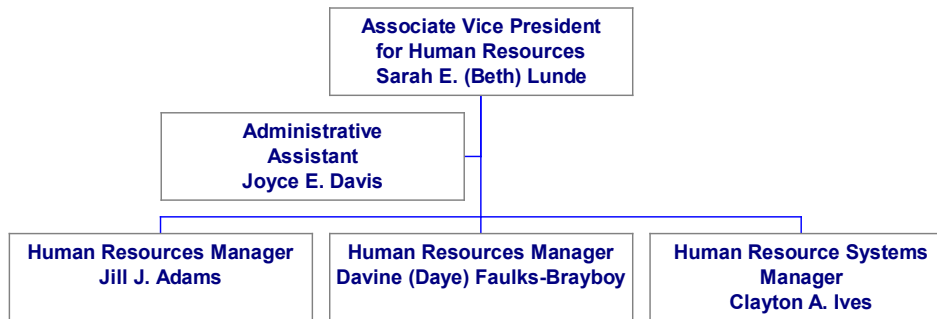 Associate Vice President
for Human Resources
Sarah E. (Beth) Lunde
Administrative
Assistant
Joyce E. Davis
Human Resources Manager
Jill J. Adams
Human Resources Manager
Davine (Daye) Faulks-Brayboy
Human Resource Systems
Manager
Clayton A. Ives